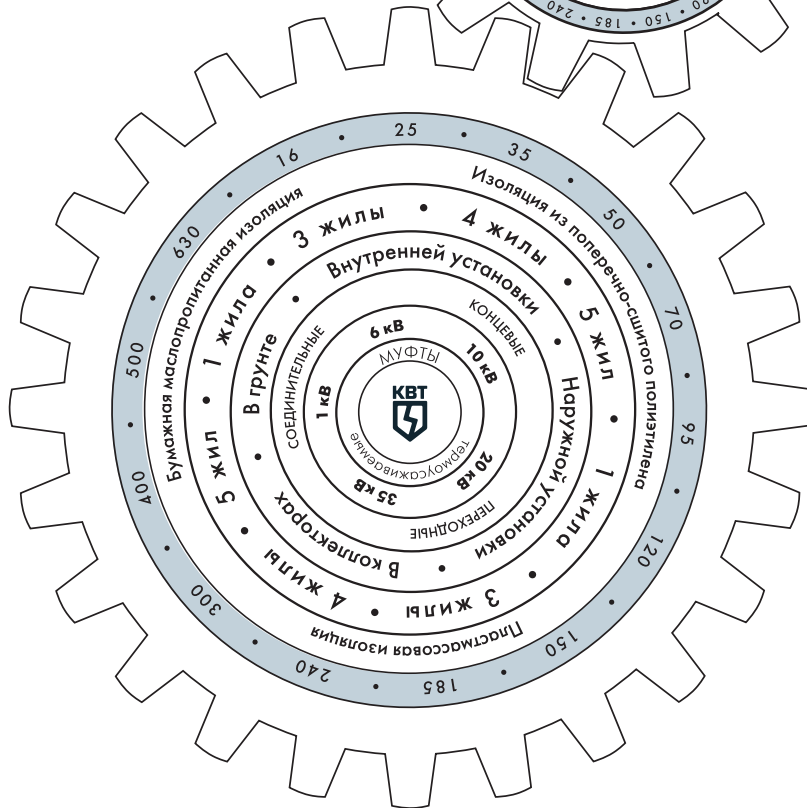 240 • 185 • 150 • 120
25 • 35 • 50 • 70 • 95 • 120 • 150 • 185 • 240 • 300 • 400 • 500 • 630 • 16 •
Бумажная маслопропитанная изоляция
Изоляция из поперечно-сшитого полиэтилена
Пластмассовая изоляция
3 жилы • 4 жилы • 5 жил • 1 жила • 3 жилы • 4 жилы • 5 жил • 1 жила •
Внутренней установки • Наружной установки • В коллекторах • В грунте •
СОЕДИНИТЕЛЬНЫЕ
КОНЦЕВЫЕ
ПЕРЕХОДНЫЕ
1 кВ
6 кВ
10 кВ
20 кВ
35 кВ
МУФТЫ
термоусаживаемые
КВТ